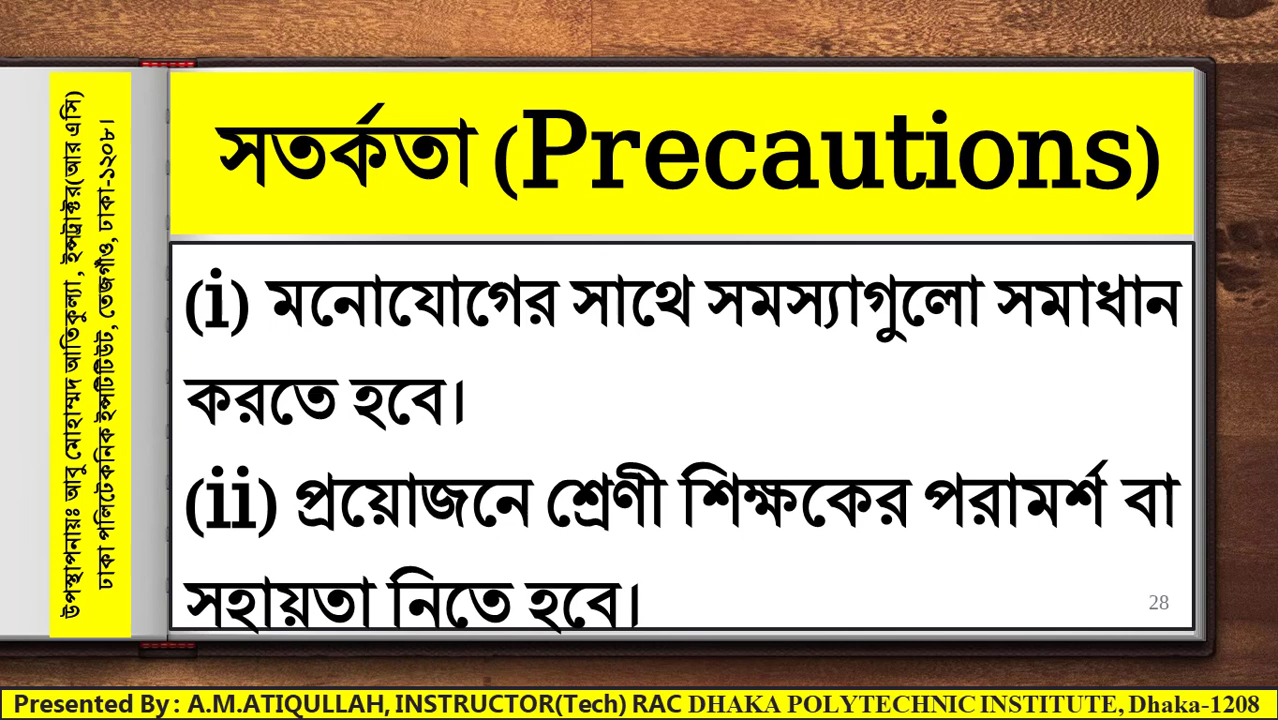 সতর্কতা (Precautions)
(i) মনোযোগের সাথে সমস্যাগুলো সমাধান
করতে হবে।
(ii) প্রয়োজনে শ্রেণী শিক্ষকের পরামর্শ বা
সহায়তা নিতে হবে।
28
উপস্থাপনায়ঃ আবু মোহাম্মদ আতিকুল্যা, ইন্সট্রাক্টর(আর এসি)
ঢাকা পলিটেকনিক ইন্সটিটিউট, তেজগাঁও, ঢাকা-১২০৮।
Presented By : A.M.ATIQULLAH, INSTRUCTOR(Tech) RAC DHAKA POLYTECHNIC INSTITUTE, Dhaka-1208